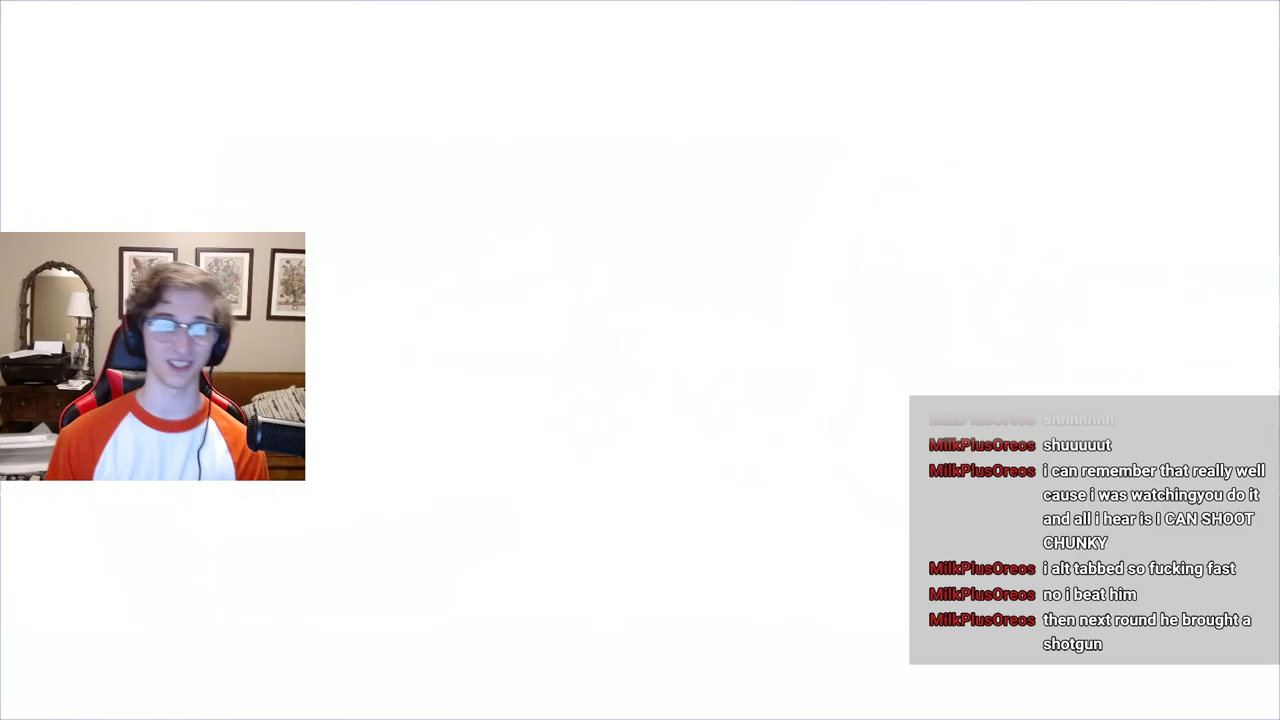 MilkPlusOreos
MilkPlusOreos shuuuuut
MilkPlusOreos i can remember that really well
cause i was watchingyou do it
and all i hear is I CAN SHOOT
CHUNKY
MilkPlusOreos i alt tabbed so fucking fast
MilkPlusOreos no i beat him
MilkPlusOreos then next round he brought a
shotgun